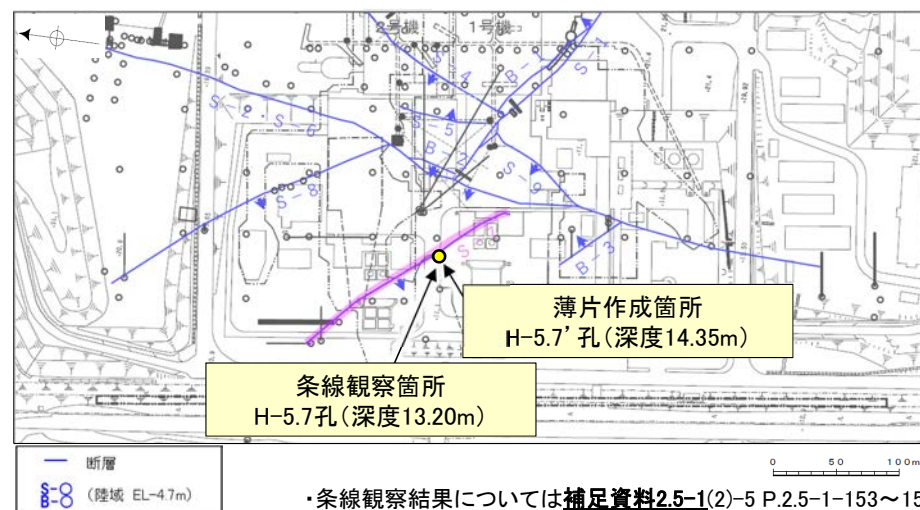 2号機
1号機
S-1
B-1
S-4
S-2・S-6
S-5
B-2
S-9
S-8
B-3
薄片作成箇所
H-5.7’孔(深度14.35m)
条線観察箇所
H-5.7孔(深度13.20m)
断層
(陸域 EL-4.7m)
0 50 100m
・条線観察結果については補足資料2.5-1(2)-5 P.2.5-1-153～15